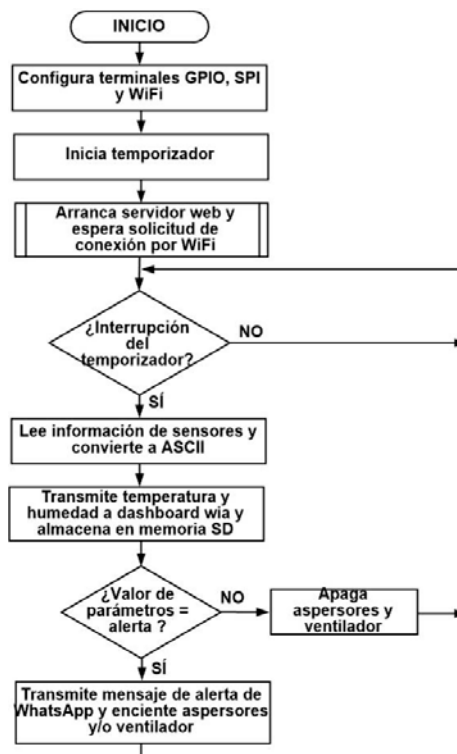 INICIO
Configura terminales GPIO, SPI
y WiFi
Inicia temporizador
Arranca servidor web y
espera solicitud de
conexión por WiFi
¿Interrupción
del
temporizador?
NO
SÍ
Lee información de sensores y
convierte a ASCII
Transmite temperatura y
humedad a dashboard wia y
almacena en memoria SD
¿Valor de
parámetros =
alerta ?
NO
Apaga
aspersores y
ventilador
SÍ
Transmite mensaje de alerta de
WhatsApp y enciente aspersores
y/o ventilador